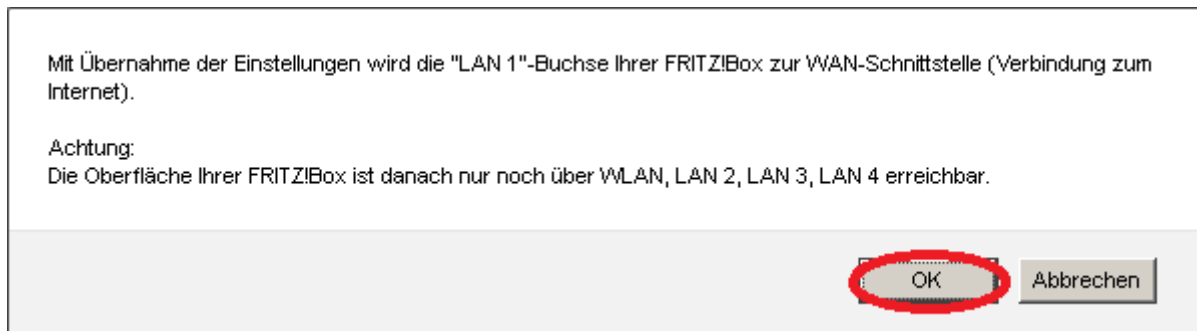 Mit Übernahme der Einstellungen wird die "LAN 1"-Buchse Ihrer FRITZ!Box zur WAN-Schnittstelle (Verbindung zum
Internet).
Achtung:
Die Oberfläche Ihrer FRITZ!Box ist danach nur noch über WLAN, LAN 2, LAN 3, LAN 4 erreichbar.
OK
Abbrechen